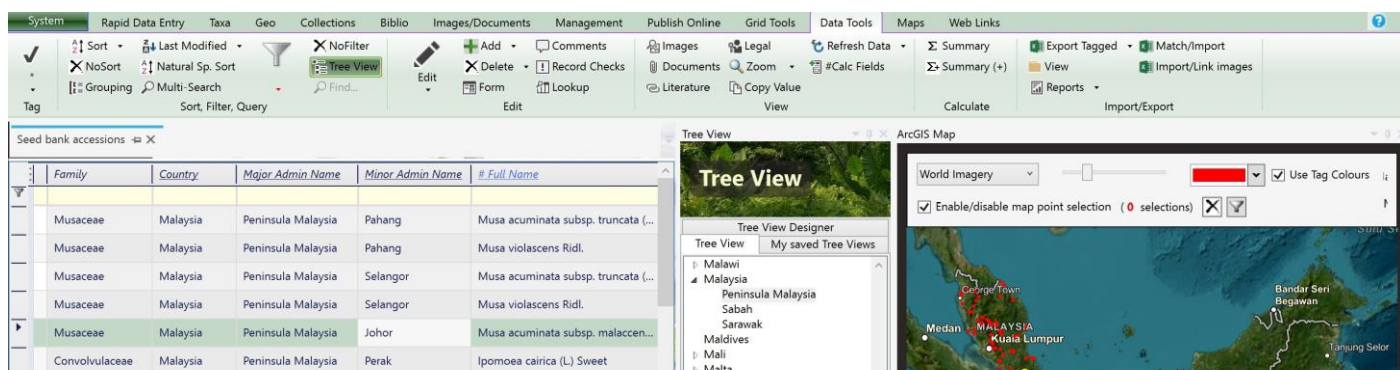 System Rapid Data Entry Taxa Geo Collections Biblio Images/Documents Management Publish Online Grid Tools Data Tools Maps Web Links
Sort Last Modified NoFilter Add Comments Images Legal Refresh Data Σ Summary Export Tagged Match/Import
NoSort Natural Sp. Sort Tree View Edit Delete Record Checks Documents Zoom #Calc Fields Σ+ Summary (+) View Import/Link images
Grouping Multi-Search Find... Form Lookup Literature Copy Value Reports
Tag Sort, Filter, Query Edit View Calculate Import/Export
Seed bank accessions Tree View ArcGIS Map
Family Country Major Admin Name Minor Admin Name # Full Name
Musaceae Malaysia Peninsula Malaysia Pahang Musa acuminata subsp. truncata (...
Musaceae Malaysia Peninsula Malaysia Pahang Musa violascens Ridl.
Musaceae Malaysia Peninsula Malaysia Selangor Musa acuminata subsp. truncata (...
Musaceae Malaysia Peninsula Malaysia Selangor Musa violascens Ridl.
Musaceae Malaysia Peninsula Malaysia Johor Musa acuminata subsp. malaccen...
Convolvulaceae Malaysia Peninsula Malaysia Perak Ipomoea cairica (L.) Sweet
Tree View
Tree View Designer
Tree View My saved Tree Views
Malawi
Malaysia
Peninsula Malaysia
Sabah
Sarawak
Maldives
Mali
Malta
World Imagery Use Tag Colours
Enable/disable map point selection ( 0 selections)
George Town
Bandar Seri
Begawan
Medan MALAYSIA
Kuala Lumpur
Tanjung Selor